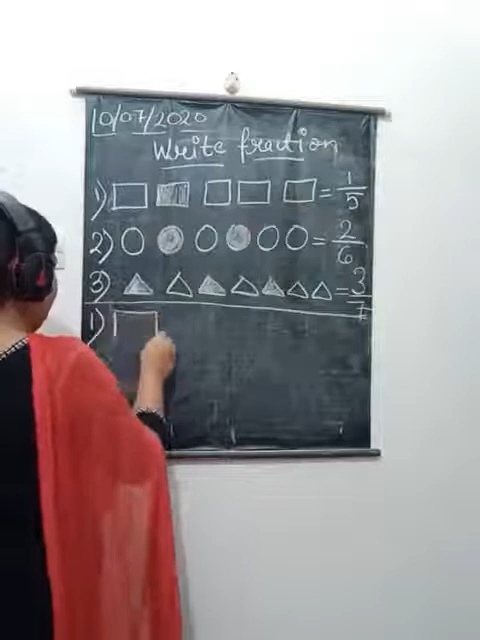 10/07/2020
Write fraction
1) = 1/5
2) = 2/6
3) = 3/7
1)